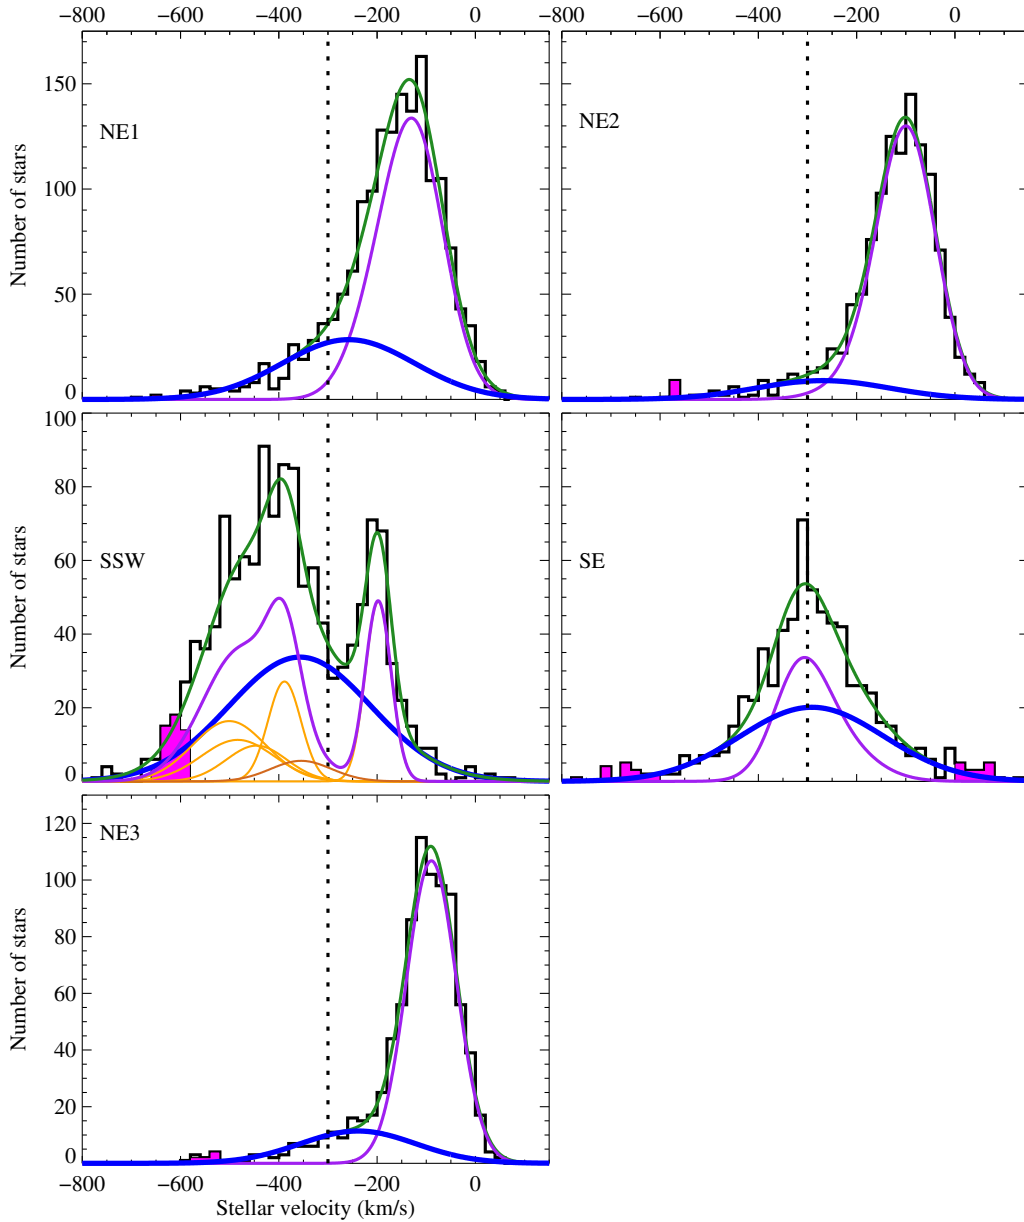 −800 −600 −400 −200 0 −800 −600 −400 −200 0
150
100
50
0
Number of stars
NE1
NE2
100
80
60
40
20
0
Number of stars
SSW
SE
120
100
80
60
40
20
0
Number of stars
NE3
−800 −600 −400 −200 0
Stellar velocity (km/s)